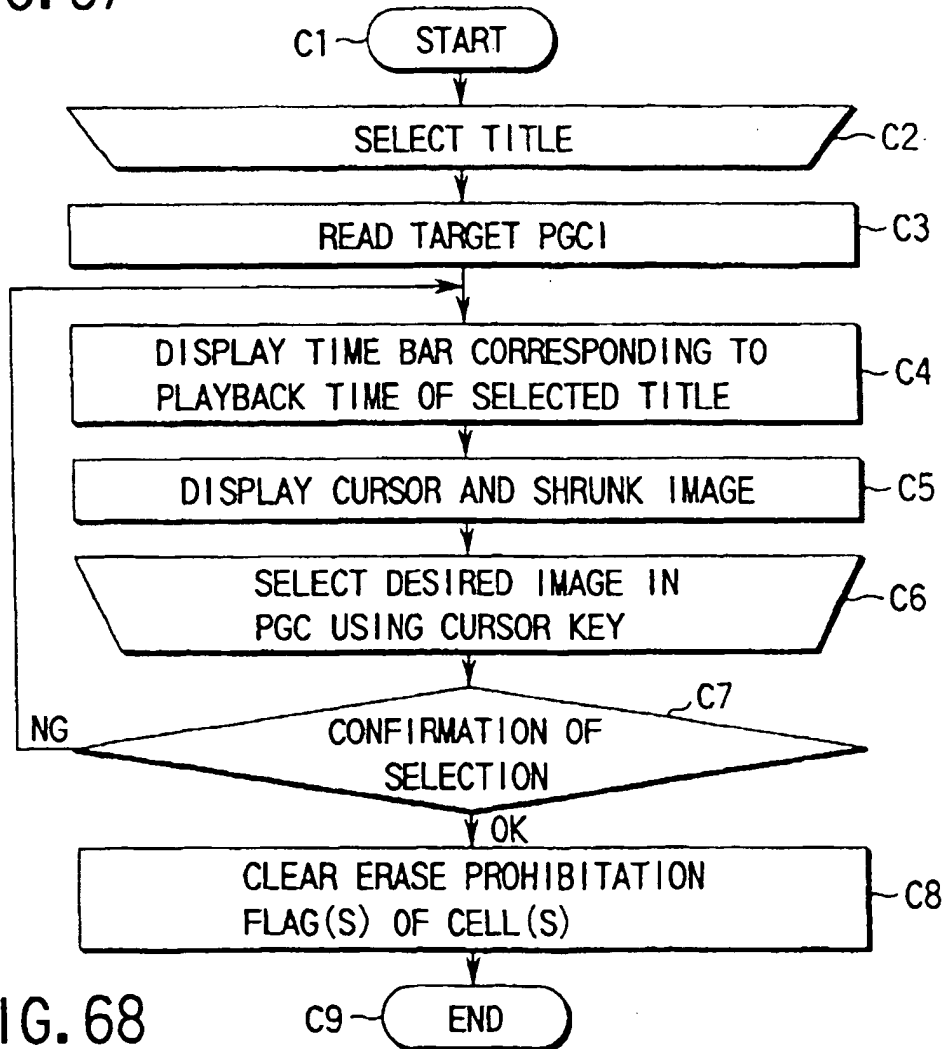 G. 67
C1
START
SELECT TITLE
C2
READ TARGET PGCI
C3
DISPLAY TIME BAR CORRESPONDING TO
PLAYBACK TIME OF SELECTED TITLE
C4
DISPLAY CURSOR AND SHRUNK IMAGE
C5
SELECT DESIRED IMAGE IN
PGC USING CURSOR KEY
C6
C7
NG
CONFIRMATION OF
SELECTION
OK
CLEAR ERASE PROHIBITATION
FLAG(S) OF CELL(S)
C8
IG.68
C9
END